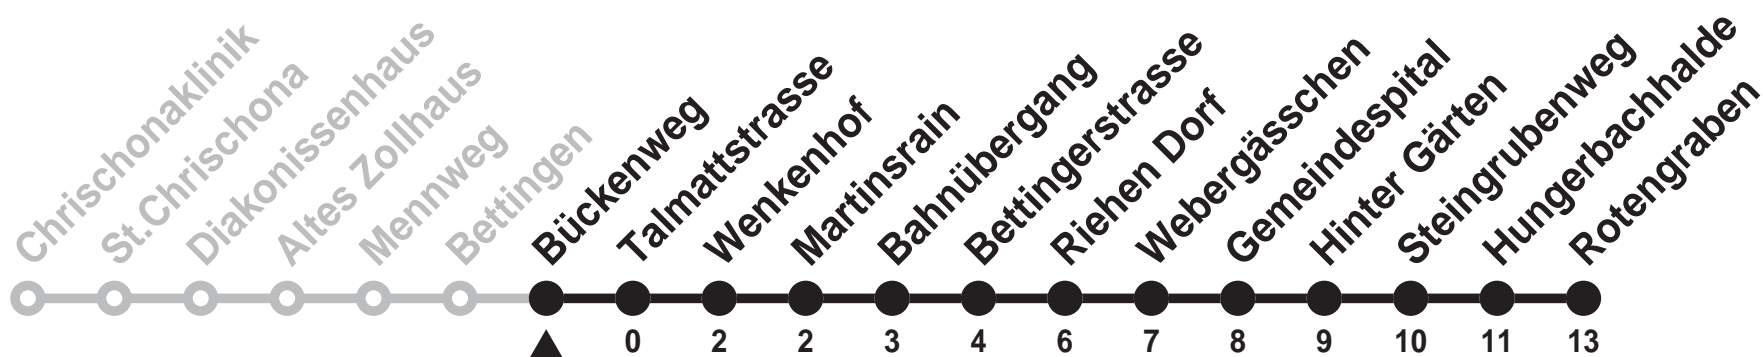 Chrischonaklinik
St.Chrischona
Diakonissenhaus
Altes Zollhaus
Mennweg
Bettingen
Bückenweg
Talmattstrasse
Wenkenhof
Martinsrain
Bahnübergang
Bettingerstrasse
Riehen Dorf
Webergässchen
Gemeindespital
Hinter Gärten
Steingrubenweg
Hungerbachhalde
Rotengraben
0 2 2 3 4 6 7 8 9 10 11 13